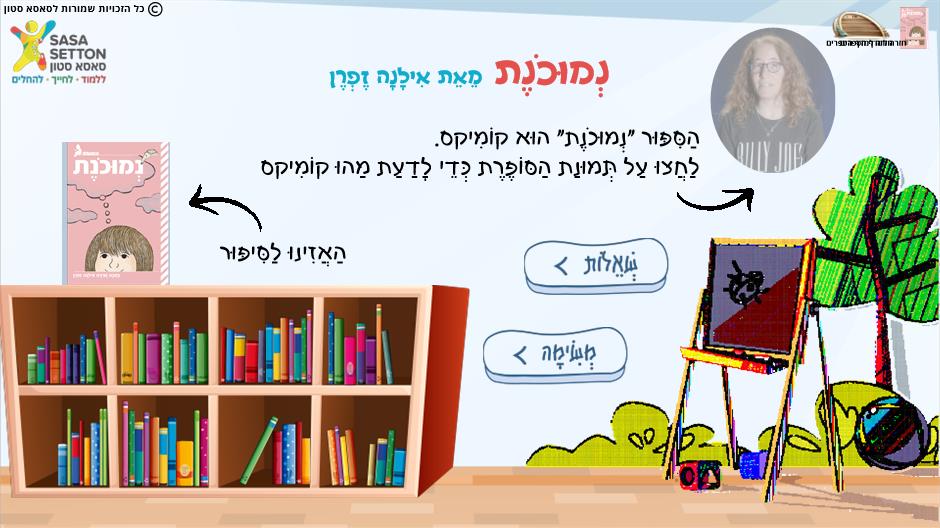 © כל הזכויות שמורות לסאסא סטון
SASA
SETTON
סאסא סטון
ללמוד • לחייך • להחלים
נְמוּכֹנֶת מֵאֵת אִילָנָה זֶפְרֶן
הַסִּפּוּר "נְמוּכֹנֶת" הוּא קוֹמִיקְס.
לַחֲצוּ עַל תְּמוּנַת הַסּוֹפֶרֶת כְּדֵי לָדַעַת מַהוּ קוֹמִיקְס
נְמוּכֹנֶת
הַאֲזִינוּ לַסִּיפּוּר
שְׁאֵלוֹת >
מְשִׂימָה >